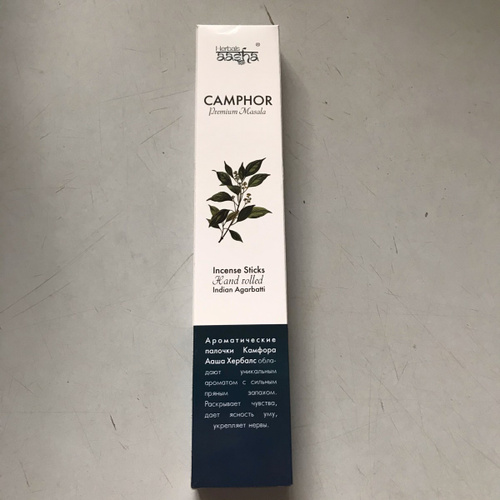 Herbals ®
aasha
CAMPHOR
Premium Masala
Incense Sticks
Hand rolled
Indian Agarbatti
Ароматические
палочки Камфора
Ааша Хербалс обла-
дают уникальным
ароматом с сильным
пряным запахом.
Раскрывает чувства,
дает ясность уму,
укрепляет нервы.